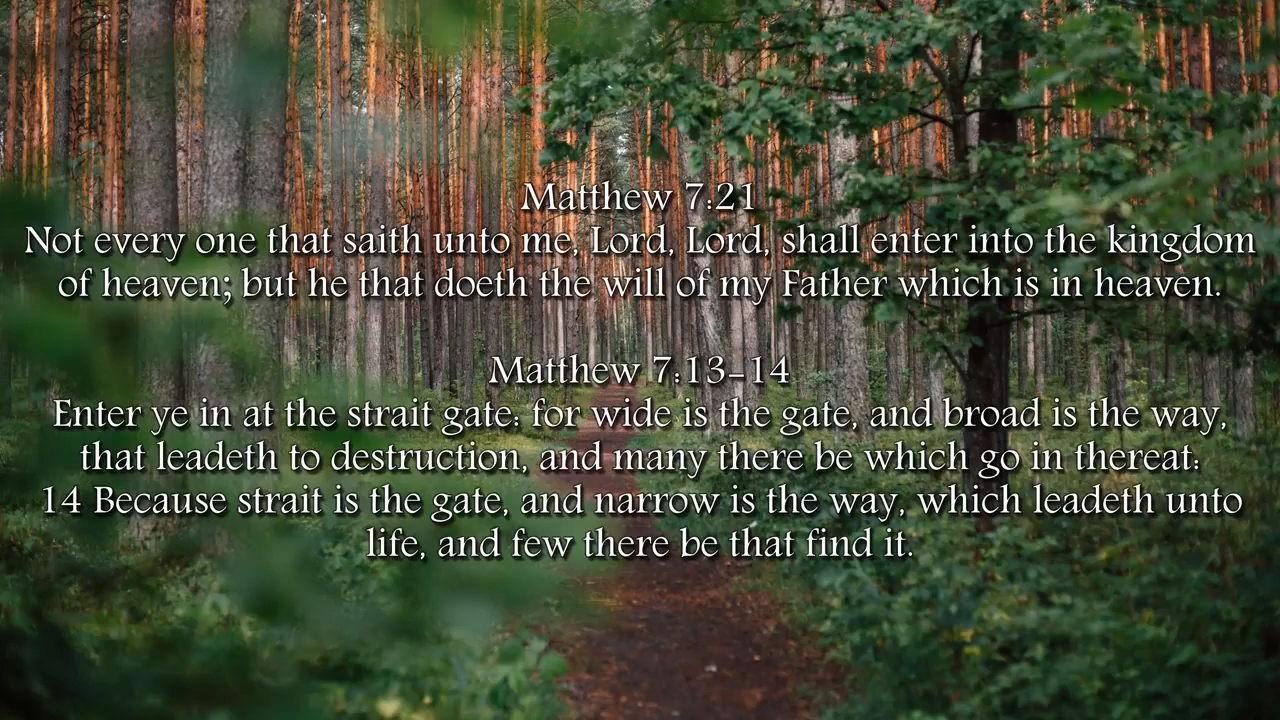 Matthew 7:21
Not every one that saith unto me, Lord, Lord, shall enter into the kingdom
of heaven; but he that doeth the will of my Father which is in heaven.
Matthew 7:13-14
Enter ye in at the strait gate: for wide is the gate, and broad is the way,
that leadeth to destruction, and many there be which go in thereat:
14 Because strait is the gate, and narrow is the way, which leadeth unto
life, and few there be that find it.